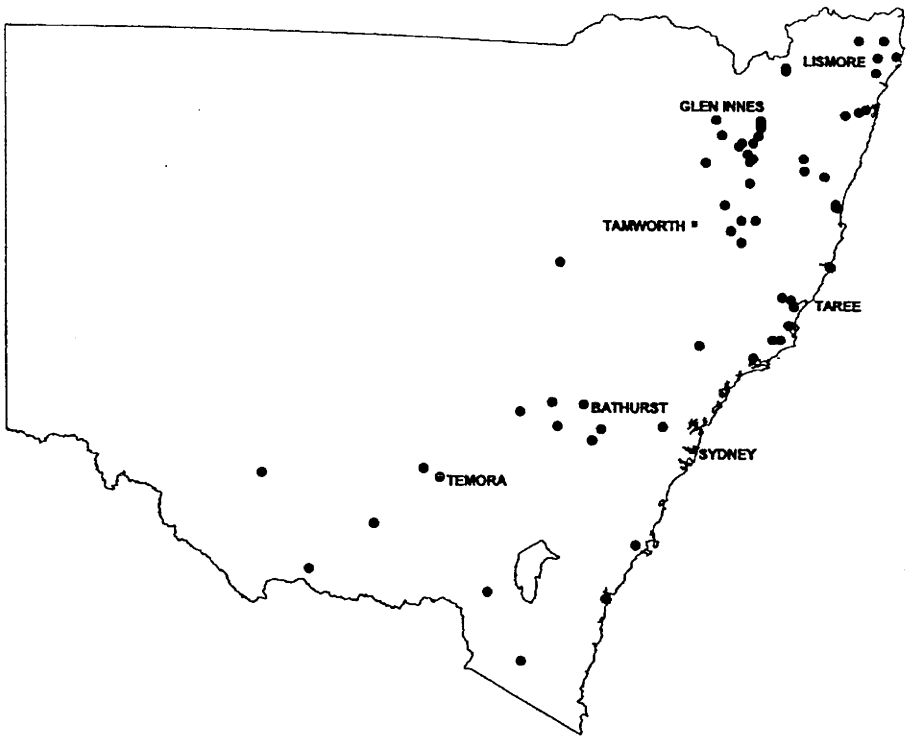 LISMORE
GLEN INNES
TAMWORTH
TAREE
BATHURST
SYDNEY
TEMORA